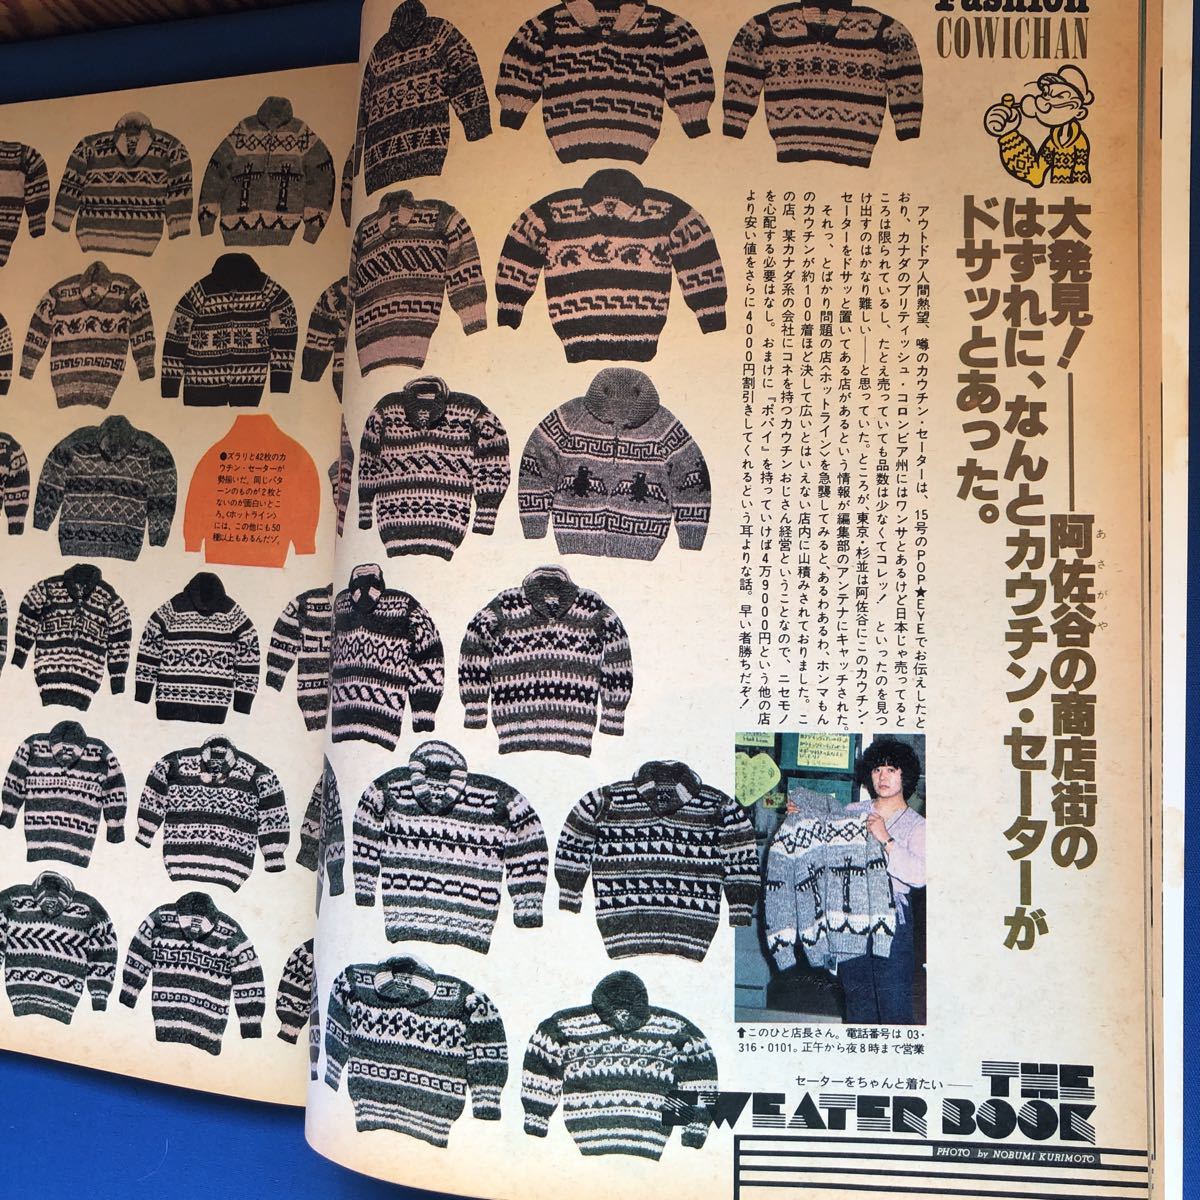 Fashion
COWICHAN
大発見！――阿佐谷の商店街の
あさがや
はずれに、なんとカウチン・セーターが
ドサッとあった。
アウトドア人間熱望、噂のカウチン・セーターは、15号のPOP★EYEでお伝えしたと
おり、カナダのブリティッシュ・コロンビア州にはワンサとあるけど日本じゃ売ってると
ころは限られているし、たとえ売っていても品数は少なくてコレッ！　といったのを見つ
け出すのはかなり難しい――と思っていた。ところが、東京・杉並は阿佐谷にこのカウチン・
セーターをドサッと置いてある店があるという情報が編集部のアンテナにキャッチされた。
それっ、とばかり問題の店〈ホットライン〉を急襲してみると、あるわあるわ、ホンマもん
のカウチンが約100着ほど決して広いとはいえない店内に山積みされておりました。こ
の店、某カナダ系の会社にコネを持つカウチンおじさん経営ということなので、ニセモノ
を心配する必要はなし。おまけに『ポパイ』を持っていけば4万9000円という他の店
より安い値をさらに4000円割引きしてくれるという耳よりな話。早い者勝ちだぞ！
●ズラリと42枚のカ
ウチン・セーターが
勢揃いだ。同じパタ
ーンのものが2枚と
ないのが面白いとこ
ろ。〈ホットライン〉
には、この他にも50
種以上もあるんだゾ。
⬆このひと店長さん。電話番号は 03・
316・0101。正午から夜8時まで営業
セーターをちゃんと着たい――
THE
SWEATER BOOK
PHOTO by NOBUMI KURIMOTO